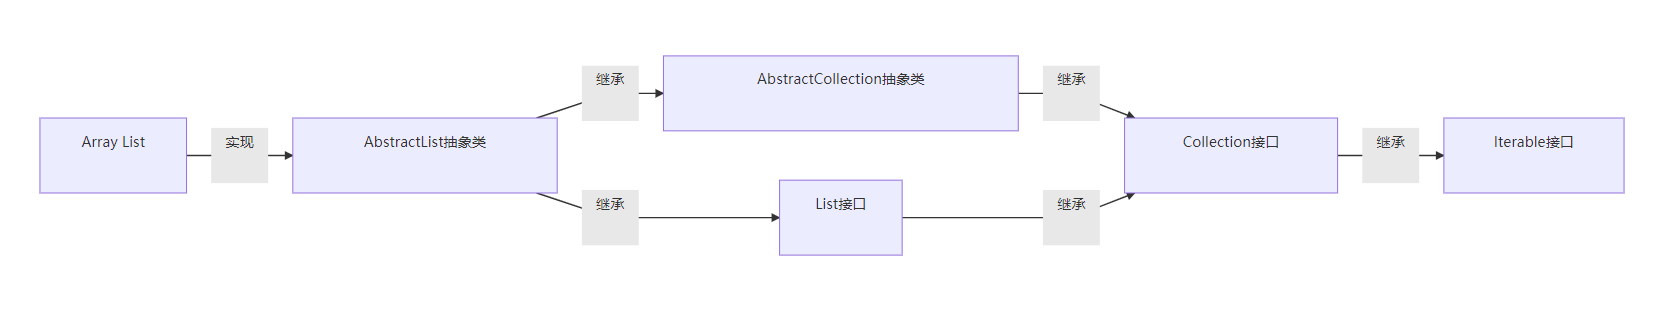 Array List
实现
AbstractList抽象类
继承
AbstractCollection抽象类
继承
继承
List接口
继承
Collection接口
继承
Iterable接口